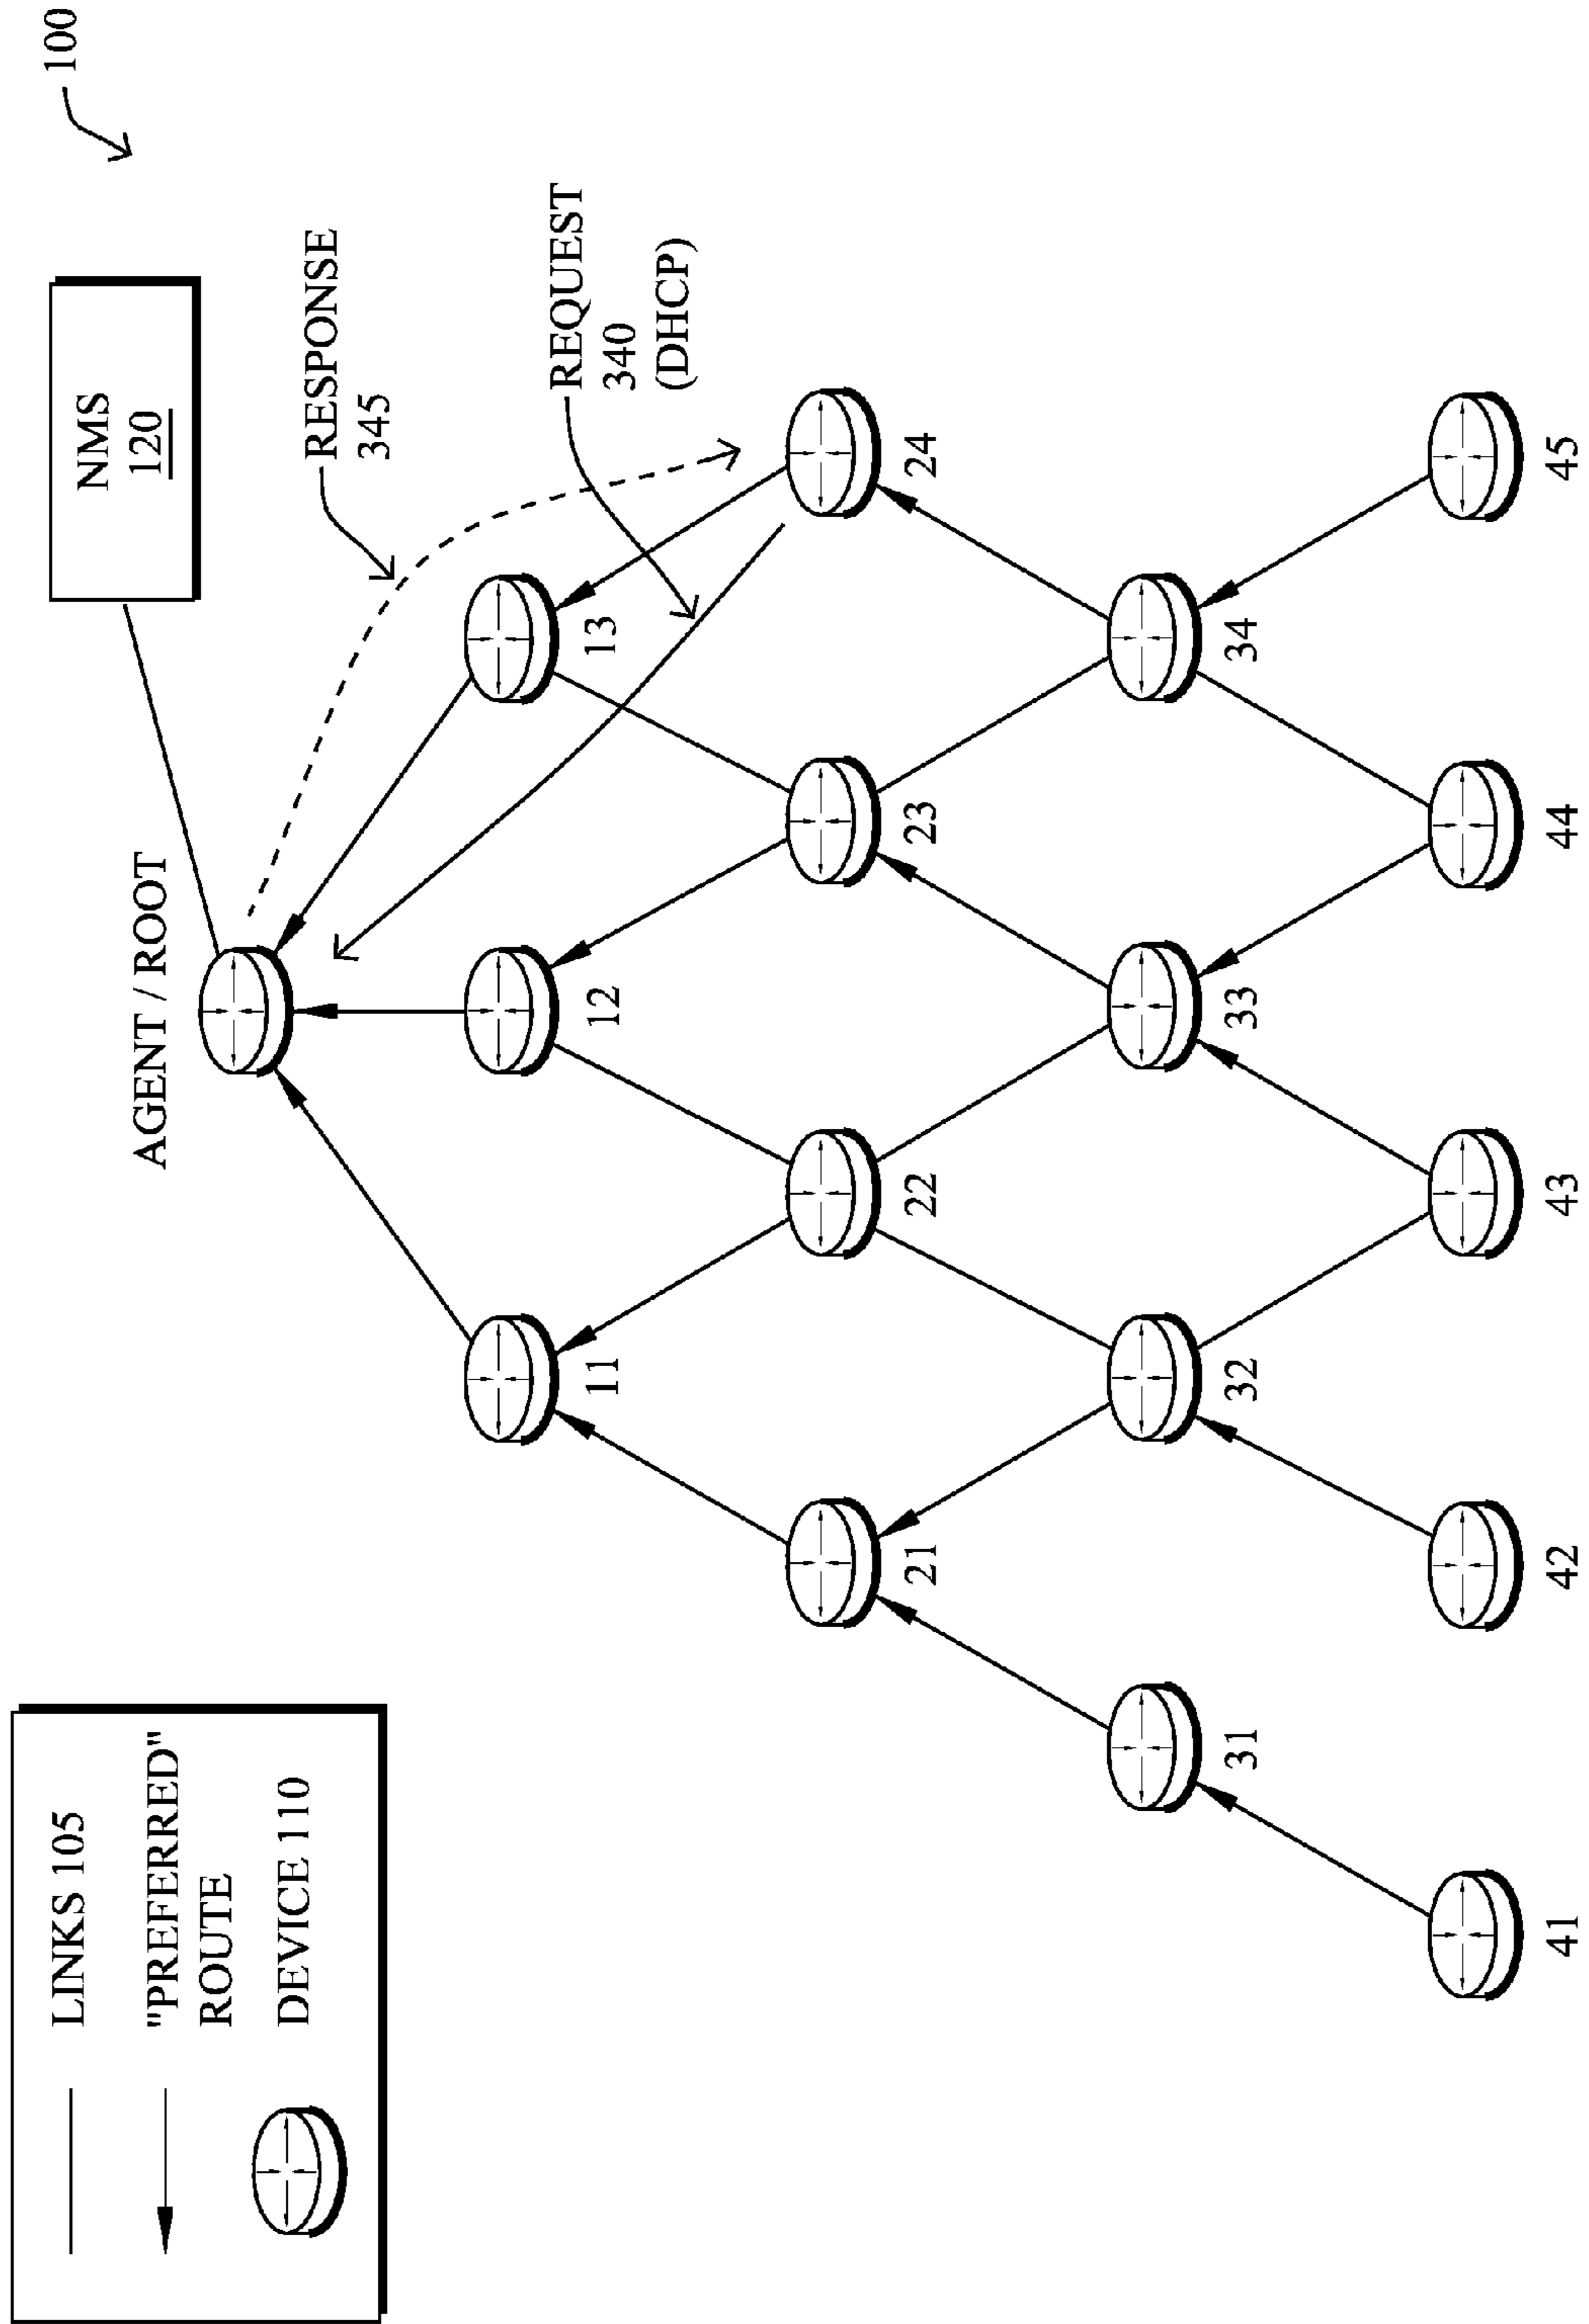 LINKS 105
"PREFERRED"
ROUTE
DEVICE 110
100
NMS
120
AGENT / ROOT
RESPONSE
345
REQUEST
340
(DHCP)
11
12
13
21
22
23
24
31
32
33
34
41
42
43
44
45